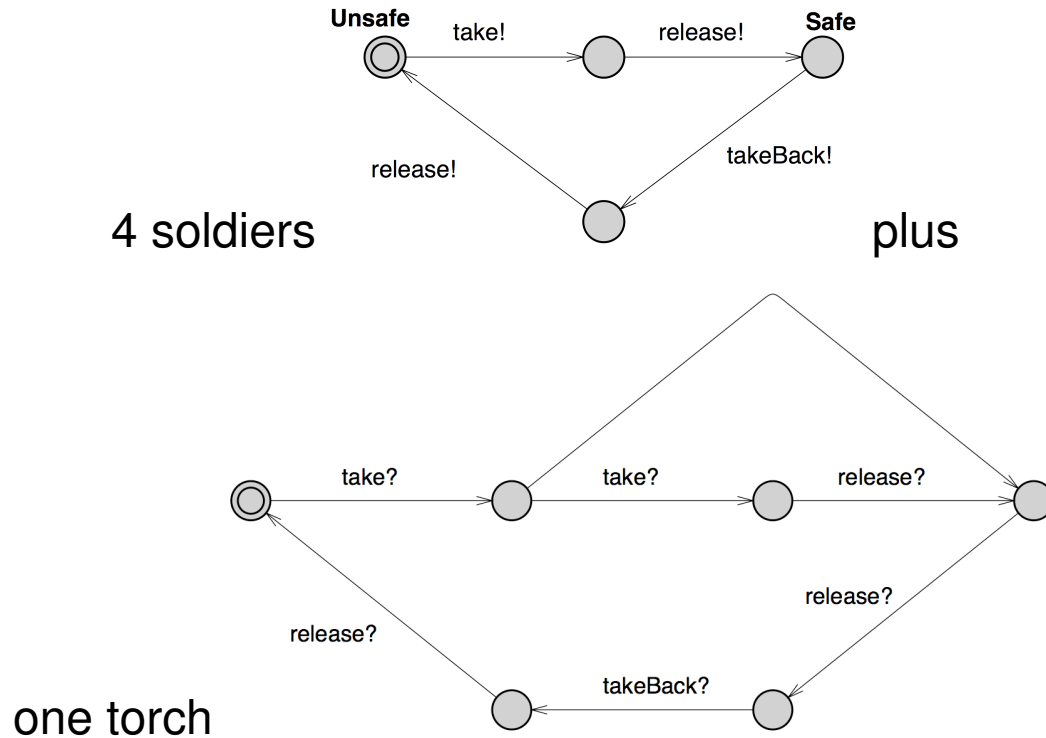 Unsafe
Safe
take!
release!
takeBack!
release!
4 soldiers
plus
take?
take?
release?
release?
release?
takeBack?
one torch